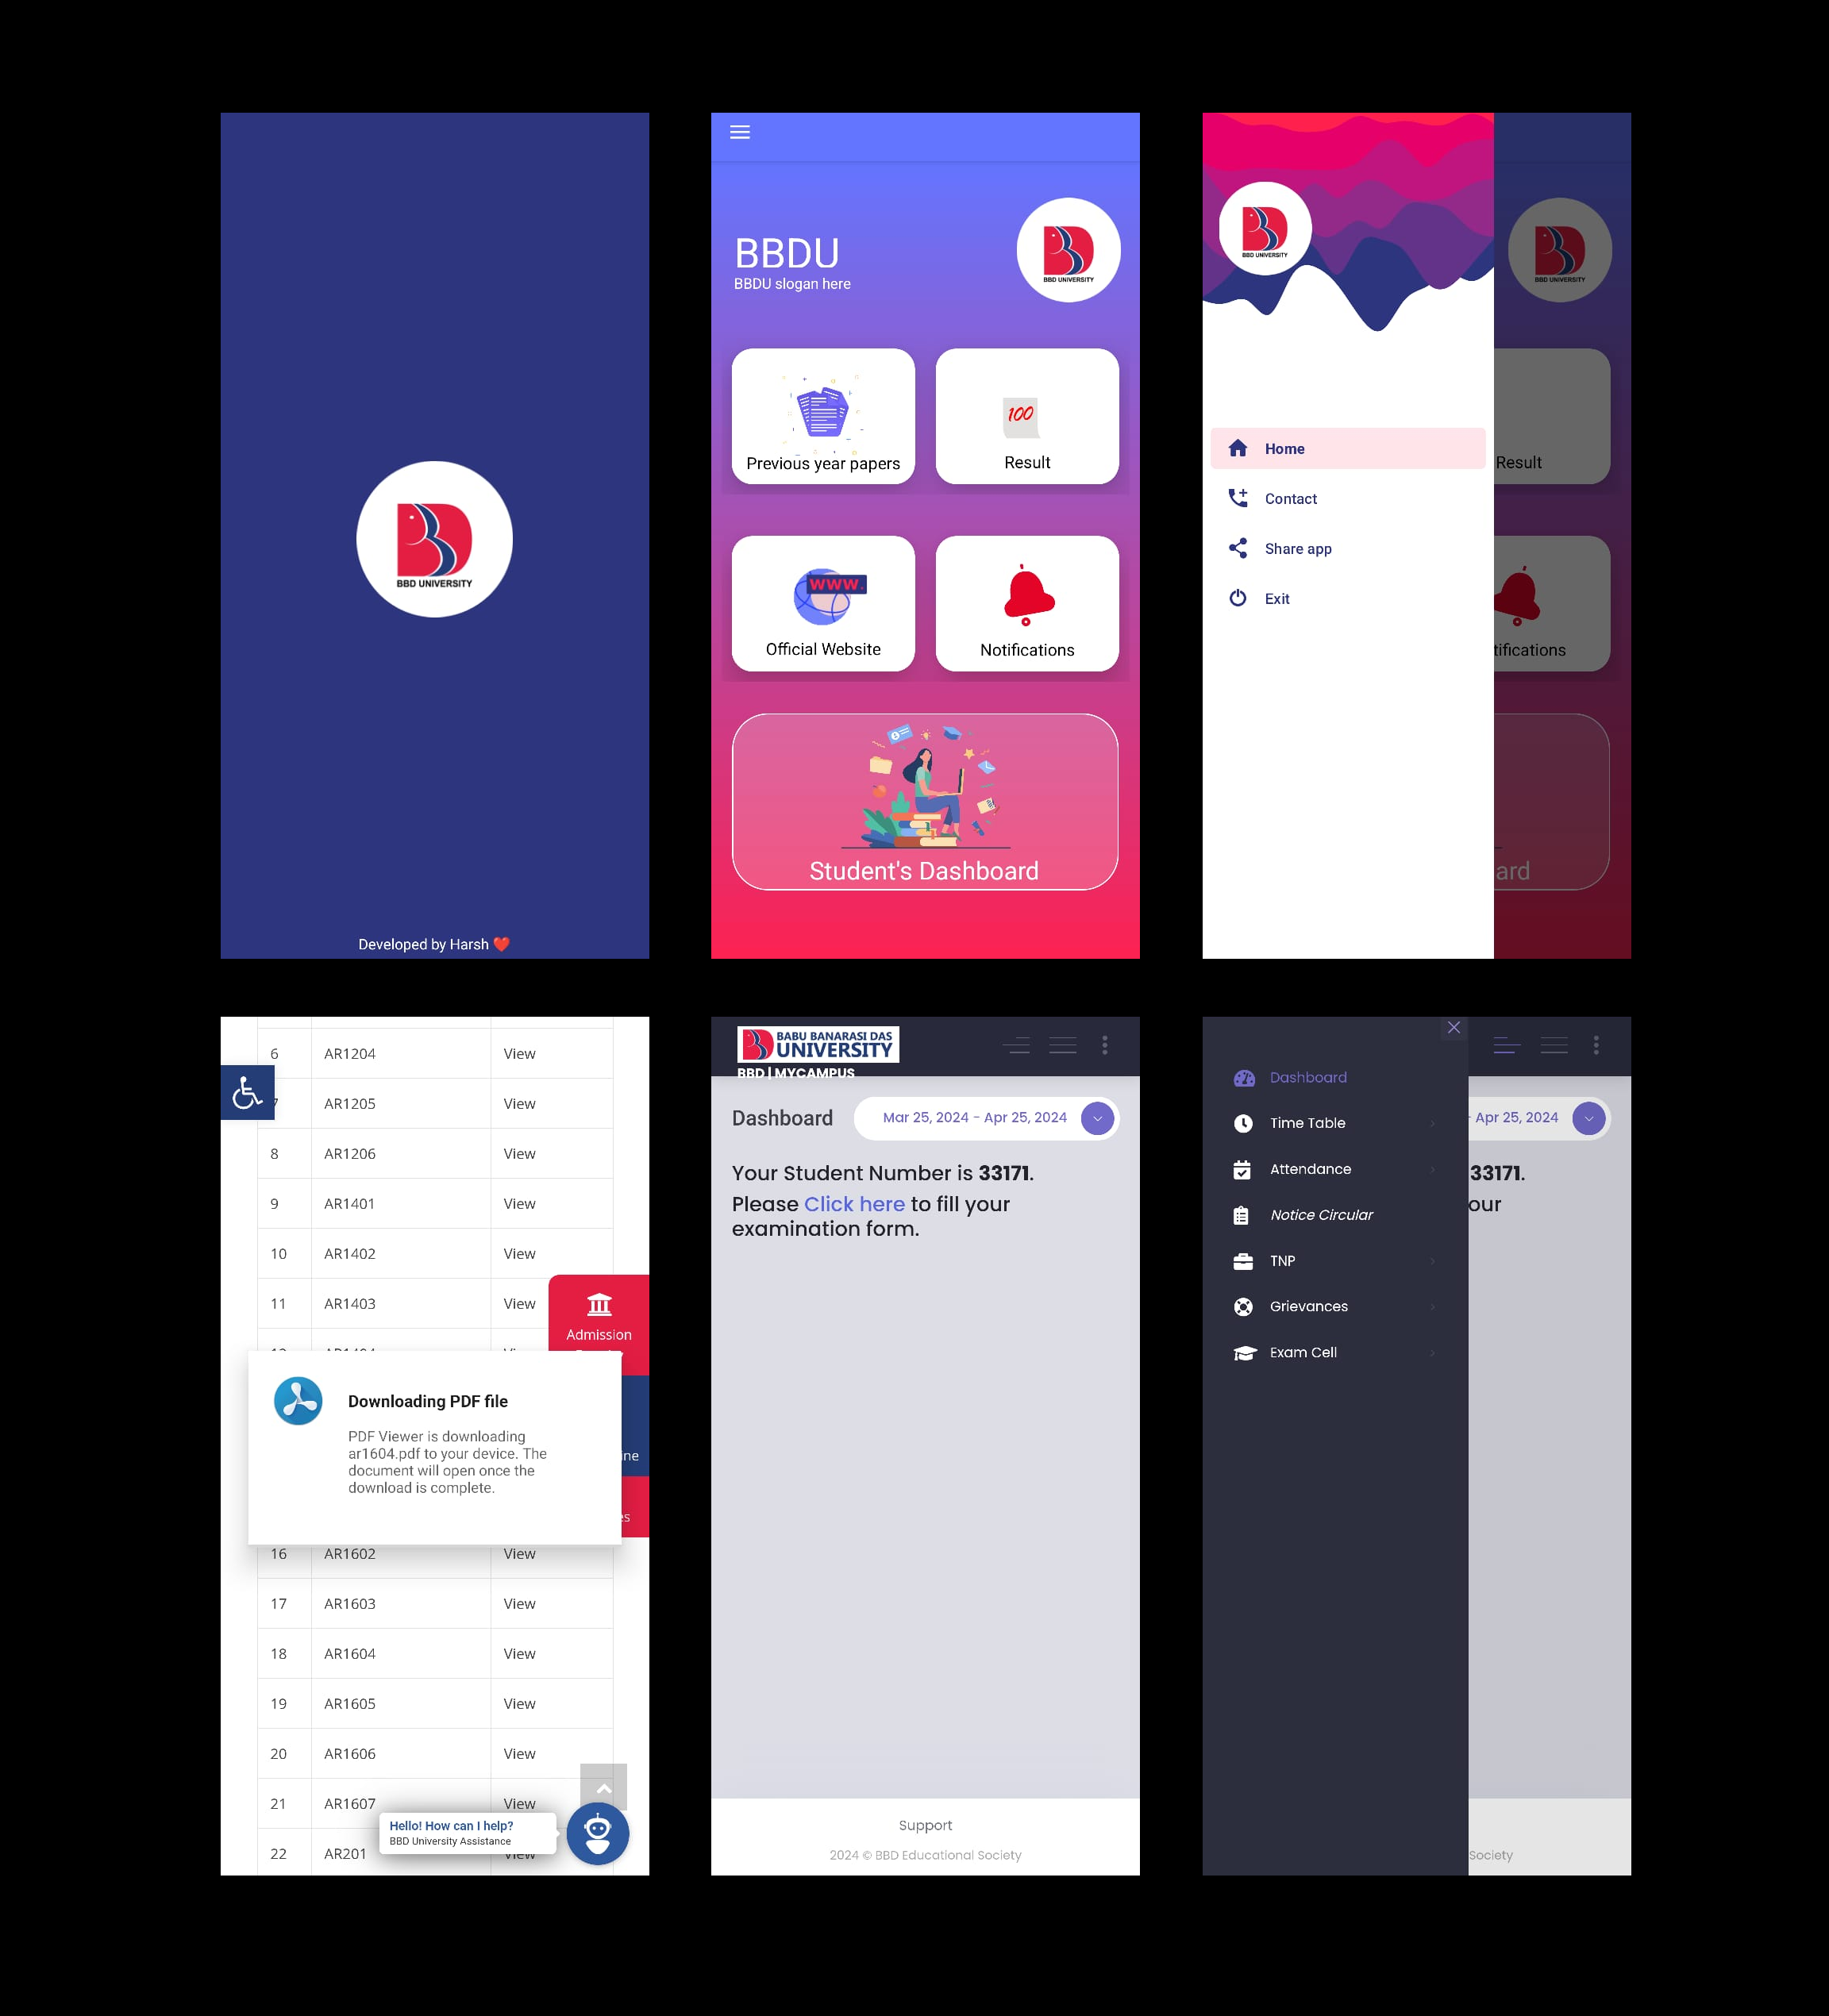 BBD UNIVERSITY
Developed by Harsh ❤️
BBDU
BBDU slogan here
BBD UNIVERSITY
Previous year papers
100
Result
WWW.
Official Website
Notifications
Student's Dashboard
BBD UNIVERSITY
BBD UNIVERSITY
Home
Contact
Share app
Exit
Result
tifications
ard
6 AR1204 View
7 AR1205 View
8 AR1206 View
9 AR1401 View
10 AR1402 View
11 AR1403 View
Admission
Downloading PDF file
PDF Viewer is downloading
ar1604.pdf to your device. The
document will open once the
download is complete.
ine
es
16 AR1602 View
17 AR1603 View
18 AR1604 View
19 AR1605 View
20 AR1606 View
21 AR1607 View
Hello! How can I help?
BBD University Assistance
22 AR201 View
BABU BANARASI DAS
UNIVERSITY
BBD | MYCAMPUS
Dashboard
Mar 25, 2024 - Apr 25, 2024
Your Student Number is 33171.
Please Click here to fill your
examination form.
Support
2024 © BBD Educational Society
Dashboard
Time Table
Attendance
Notice Circular
TNP
Grievances
Exam Cell
- Apr 25, 2024
33171.
our
Society